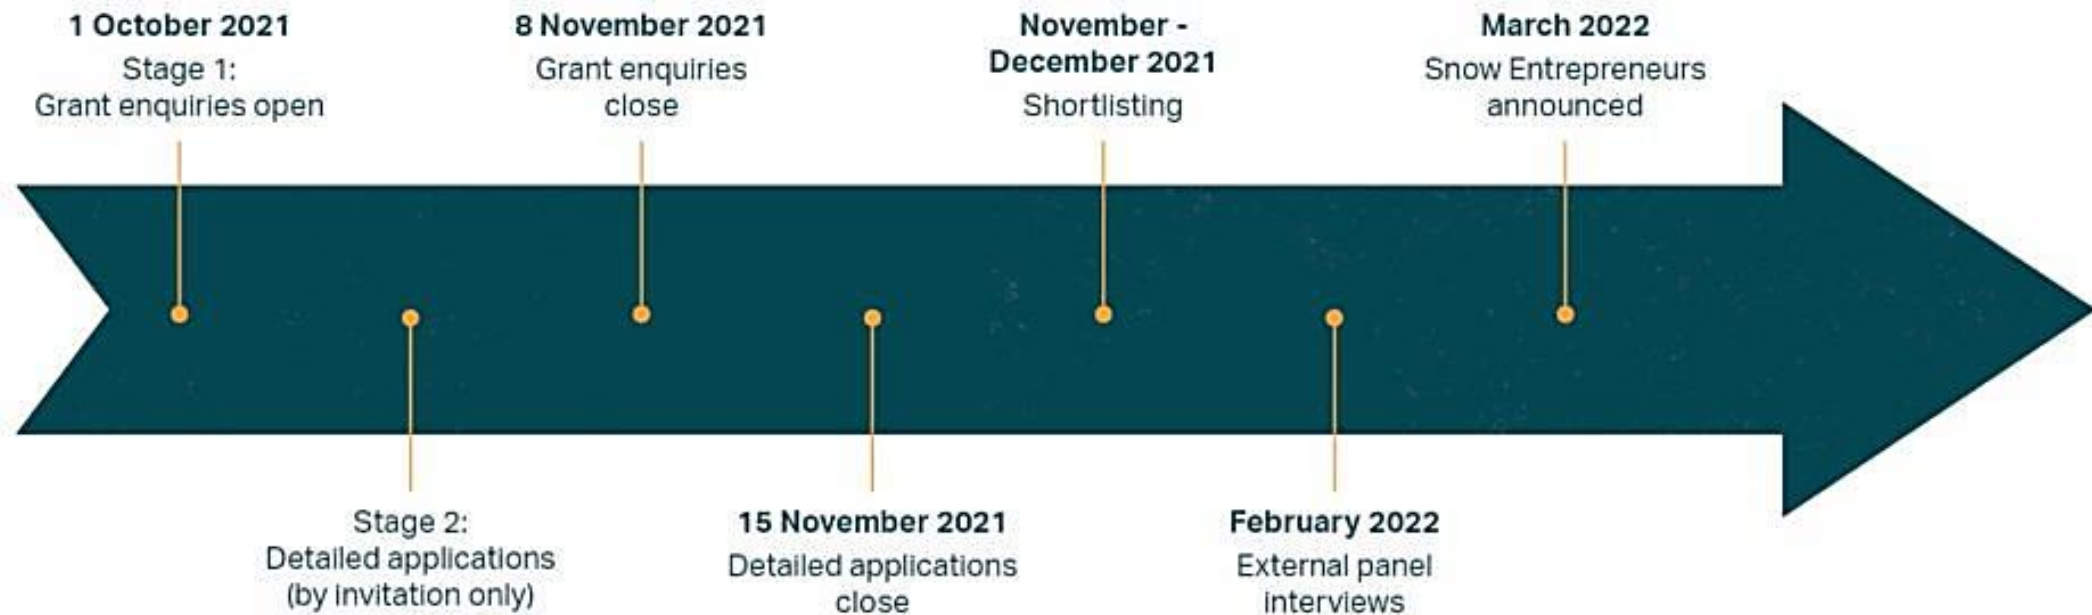 1 October 2021
Stage 1:
Grant enquiries open
Stage 2:
Detailed applications
(by invitation only)
8 November 2021
Grant enquiries
close
15 November 2021
Detailed applications
close
November -
December 2021
Shortlisting
February 2022
External panel
interviews
March 2022
Snow Entrepreneurs
announced